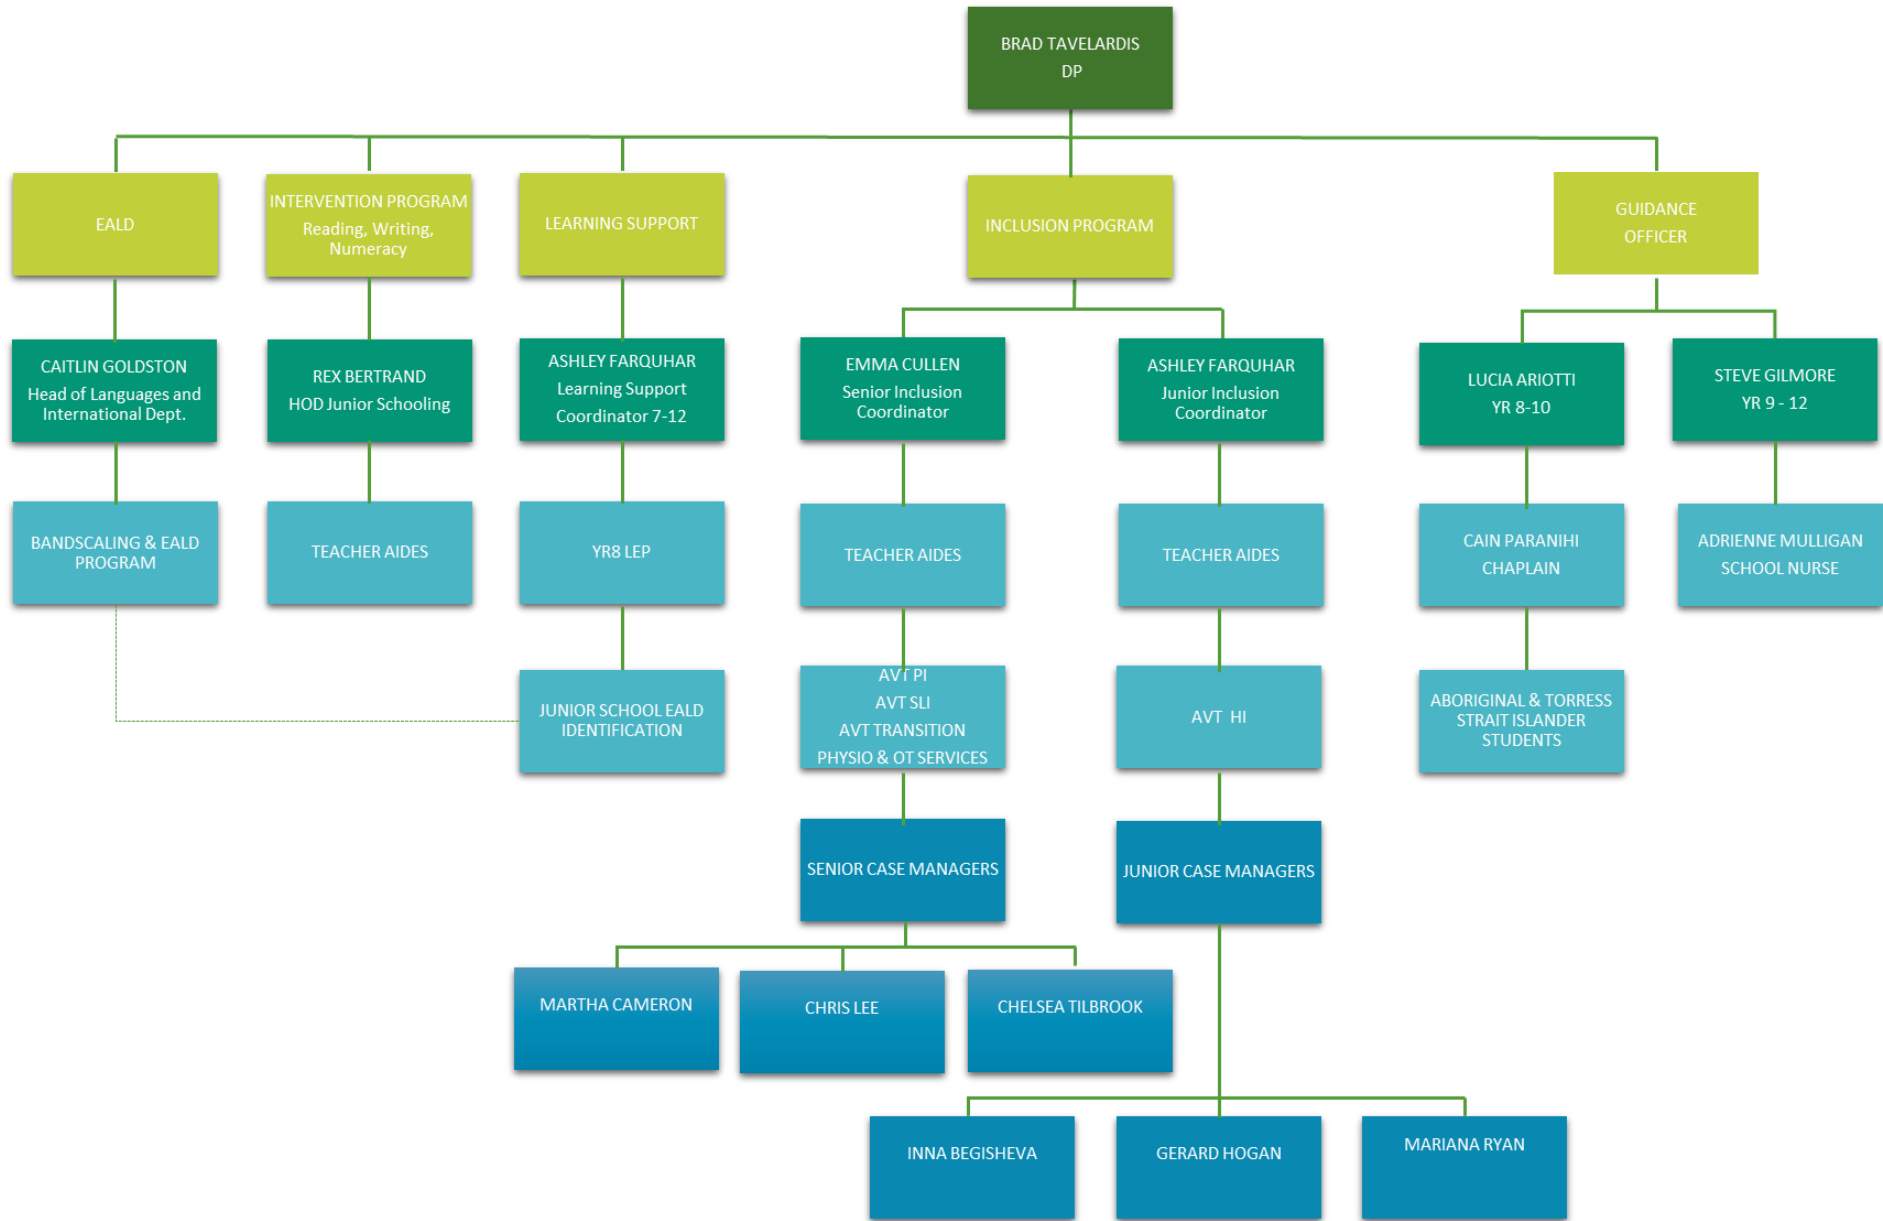 BRAD TAVELARDIS
DP
EALD
INTERVENTION PROGRAM
Reading, Writing,
Numeracy
LEARNING SUPPORT
INCLUSION PROGRAM
GUIDANCE
OFFICER
CAITLIN GOLDSTON
Head of Languages and
International Dept.
REX BERTRAND
HOD Junior Schooling
ASHLEY FARQUHAR
Learning Support
Coordinator 7-12
EMMA CULLEN
Senior Inclusion
Coordinator
ASHLEY FARQUHAR
Junior Inclusion
Coordinator
LUCIA ARIOTTI
YR 8-10
STEVE GILMORE
YR 9 - 12
BANDSCALING & EALD
PROGRAM
TEACHER AIDES
YR8 LEP
TEACHER AIDES
TEACHER AIDES
CAIN PARANIHI
CHAPLAIN
ADRIENNE MULLIGAN
SCHOOL NURSE
JUNIOR SCHOOL EALD
IDENTIFICATION
AVT PI
AVT SLI
AVT TRANSITION
PHYSIO & OT SERVICES
AVT  HI
ABORIGINAL & TORRESS
STRAIT ISLANDER
STUDENTS
SENIOR CASE MANAGERS
JUNIOR CASE MANAGERS
MARTHA CAMERON
CHRIS LEE
CHELSEA TILBROOK
INNA BEGISHEVA
GERARD HOGAN
MARIANA RYAN